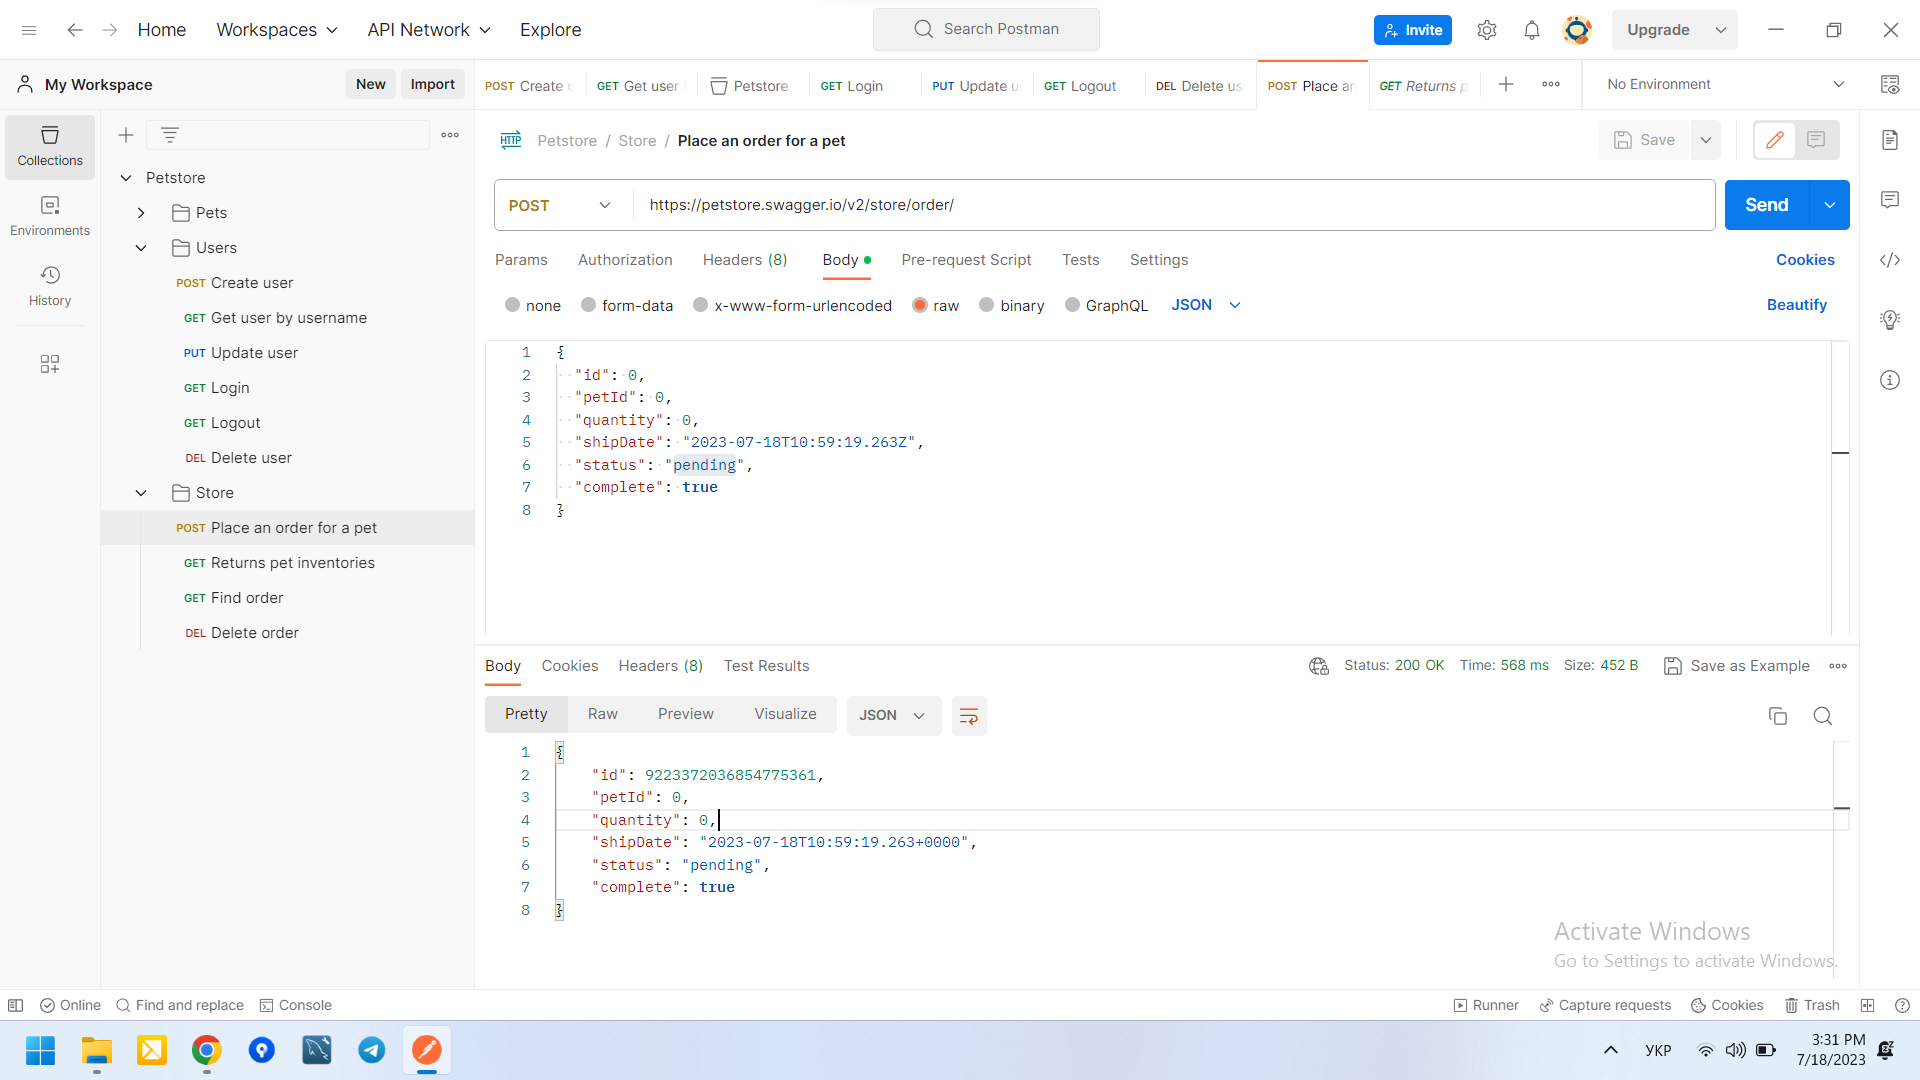 Home Workspaces API Network Explore Search Postman Invite Upgrade
My Workspace New Import
POST Create u GET Get user POST Petstore GET Login PUT Update u GET Logout DEL Delete us POST Place an GET Returns p No Environment
Collections
Environments
History
Petstore
Pets
Users
POST Create user
GET Get user by username
PUT Update user
GET Login
GET Logout
DEL Delete user
Store
POST Place an order for a pet
GET Returns pet inventories
GET Find order
DEL Delete order
HTTP Petstore / Store / Place an order for a pet Save
POST https://petstore.swagger.io/v2/store/order/ Send
Params Authorization Headers (8) Body Pre-request Script Tests Settings Cookies
none form-data x-www-form-urlencoded raw binary GraphQL JSON Beautify
1 {
2 "id": 0,
3 "petId": 0,
4 "quantity": 0,
5 "shipDate": "2023-07-18T10:59:19.263Z",
6 "status": "pending",
7 "complete": true
8 }
Body Cookies Headers (8) Test Results Status: 200 OK Time: 568 ms Size: 452 B Save as Example
Pretty Raw Preview Visualize JSON
1 {
2 "id": 9223372036854775361,
3 "petId": 0,
4 "quantity": 0,
5 "shipDate": "2023-07-18T10:59:19.263+0000",
6 "status": "pending",
7 "complete": true
8 }
Activate Windows
Go to Settings to activate Windows.
Online Find and replace Console Runner Capture requests Cookies Trash
УКР 3:31 PM
7/18/2023